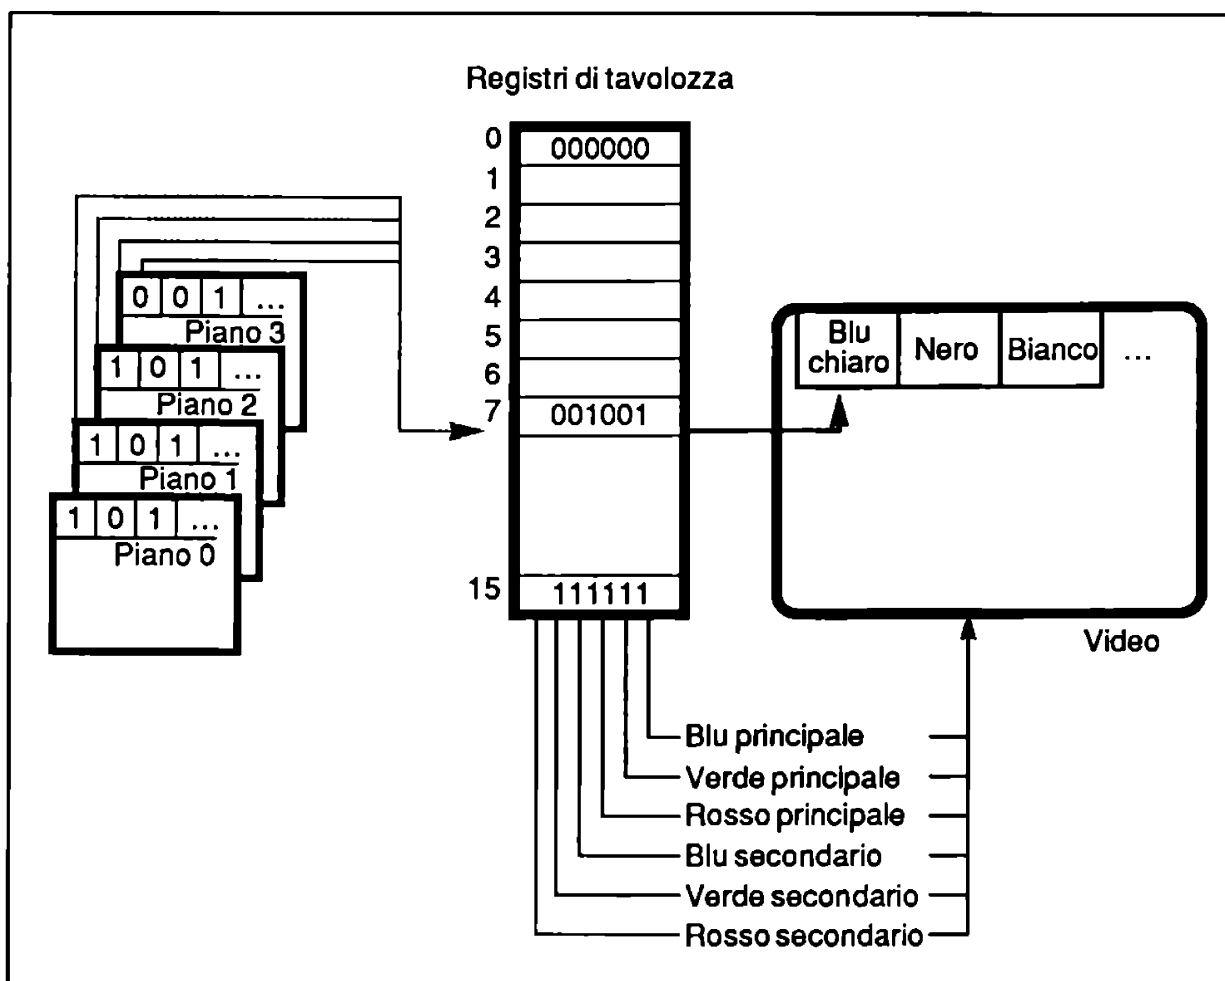 Registri di tavolozza
0 000000
1
2
3
4
5
6
7 001001
15 111111
0 0 1 ...
Piano 3
1 0 1 ...
Piano 2
1 0 1 ...
Piano 1
1 0 1 ...
Piano 0
Blu chiaro
Nero
Bianco
...
Video
Blu principale
Verde principale
Rosso principale
Blu secondario
Verde secondario
Rosso secondario